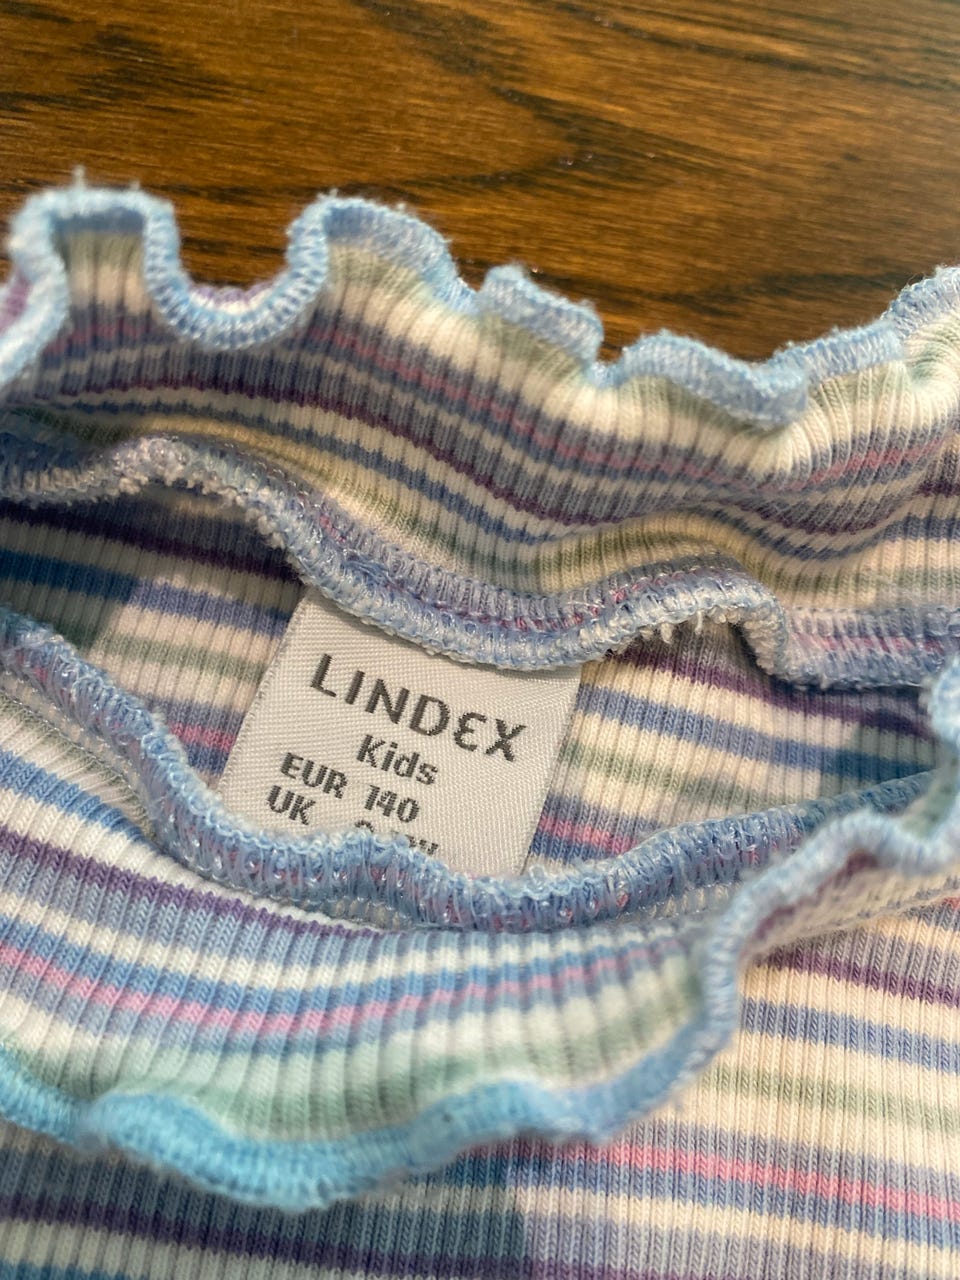 LINDEX
Kids
EUR 140
UK